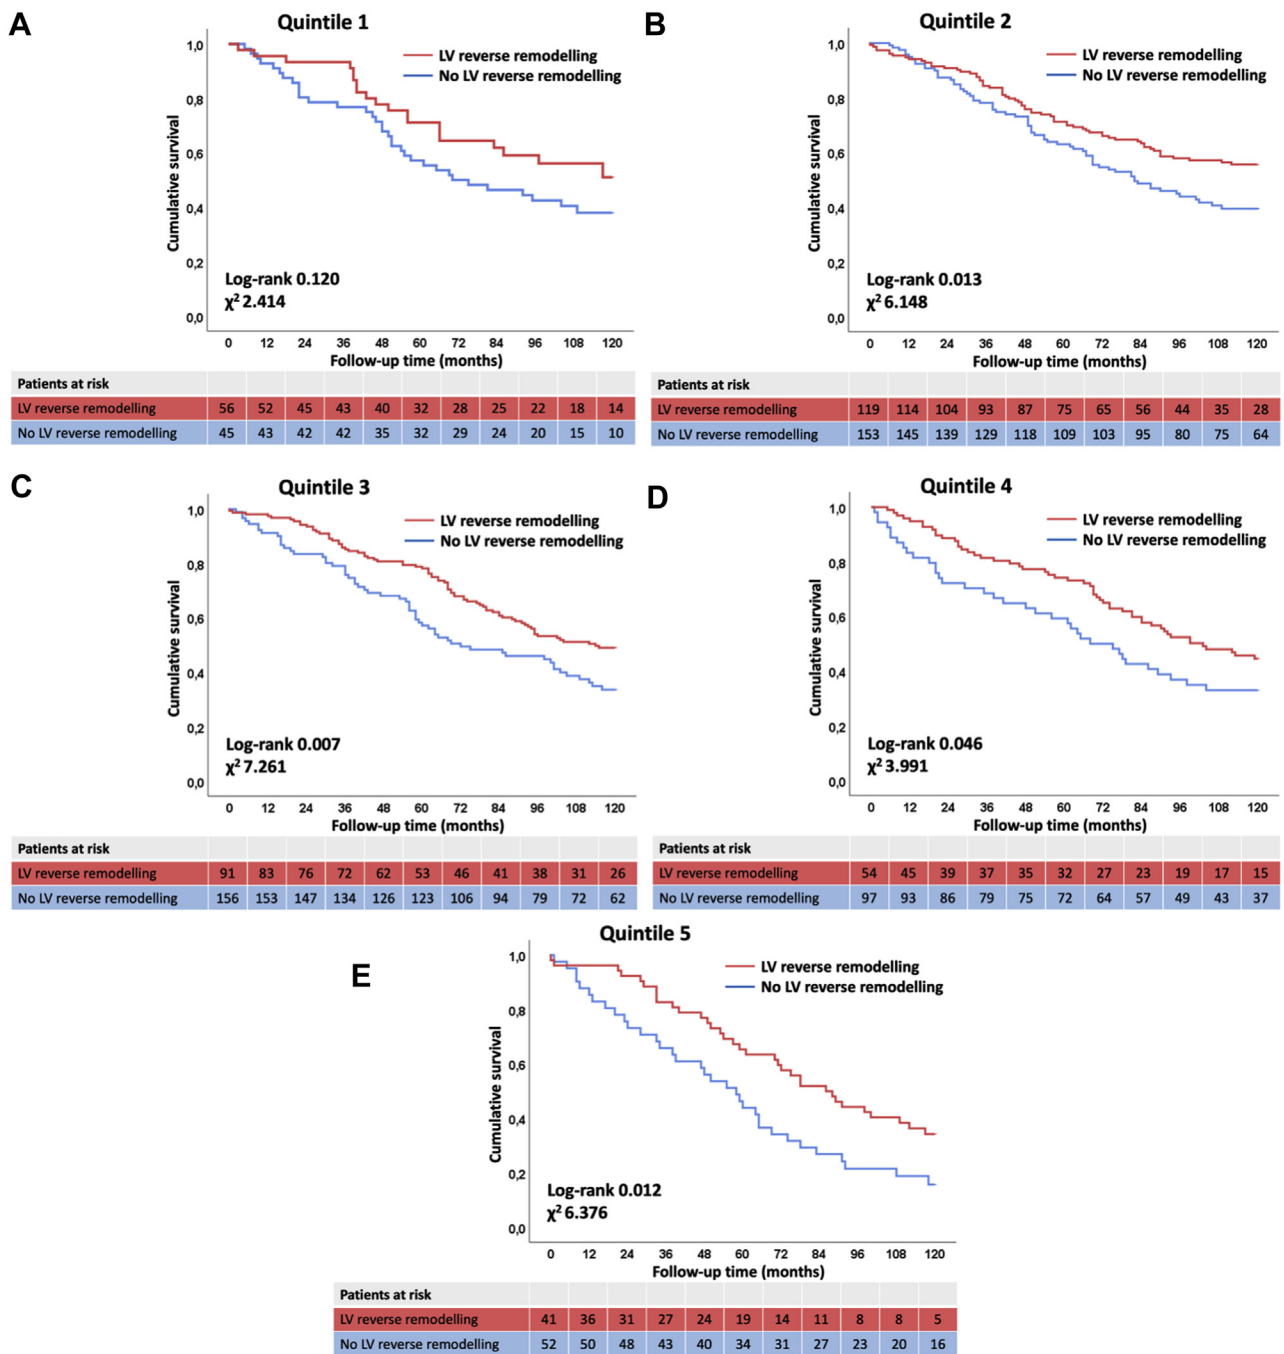 A
Quintile 1
LV reverse remodelling
No LV reverse remodelling
1,0
0,8
0,6
0,4
0,2
0,0
Cumulative survival
Log-rank 0.120
χ² 2.414
0 12 24 36 48 60 72 84 96 108 120
Follow-up time (months)
Patients at risk
LV reverse remodelling 56 52 45 43 40 32 28 25 22 18 14
No LV reverse remodelling 45 43 42 42 35 32 29 24 20 15 10
B
Quintile 2
LV reverse remodelling
No LV reverse remodelling
1,0
0,8
0,6
0,4
0,2
0,0
Cumulative survival
Log-rank 0.013
χ² 6.148
0 12 24 36 48 60 72 84 96 108 120
Follow-up time (months)
Patients at risk
LV reverse remodelling 119 114 104 93 87 75 65 56 44 35 28
No LV reverse remodelling 153 145 139 129 118 109 103 95 80 75 64
C
Quintile 3
LV reverse remodelling
No LV reverse remodelling
1,0
0,8
0,6
0,4
0,2
0,0
Cumulative survival
Log-rank 0.007
χ² 7.261
0 12 24 36 48 60 72 84 96 108 120
Follow-up time (months)
Patients at risk
LV reverse remodelling 91 83 76 72 62 53 46 41 38 31 26
No LV reverse remodelling 156 153 147 134 126 123 106 94 79 72 62
D
Quintile 4
LV reverse remodelling
No LV reverse remodelling
1,0
0,8
0,6
0,4
0,2
0,0
Cumulative survival
Log-rank 0.046
χ² 3.991
0 12 24 36 48 60 72 84 96 108 120
Follow-up time (months)
Patients at risk
LV reverse remodelling 54 45 39 37 35 32 27 23 19 17 15
No LV reverse remodelling 97 93 86 79 75 72 64 57 49 43 37
E
Quintile 5
LV reverse remodelling
No LV reverse remodelling
1,0
0,8
0,6
0,4
0,2
0,0
Cumulative survival
Log-rank 0.012
χ² 6.376
0 12 24 36 48 60 72 84 96 108 120
Follow-up time (months)
Patients at risk
LV reverse remodelling 41 36 31 27 24 19 14 11 8 8 5
No LV reverse remodelling 52 50 48 43 40 34 31 27 23 20 16